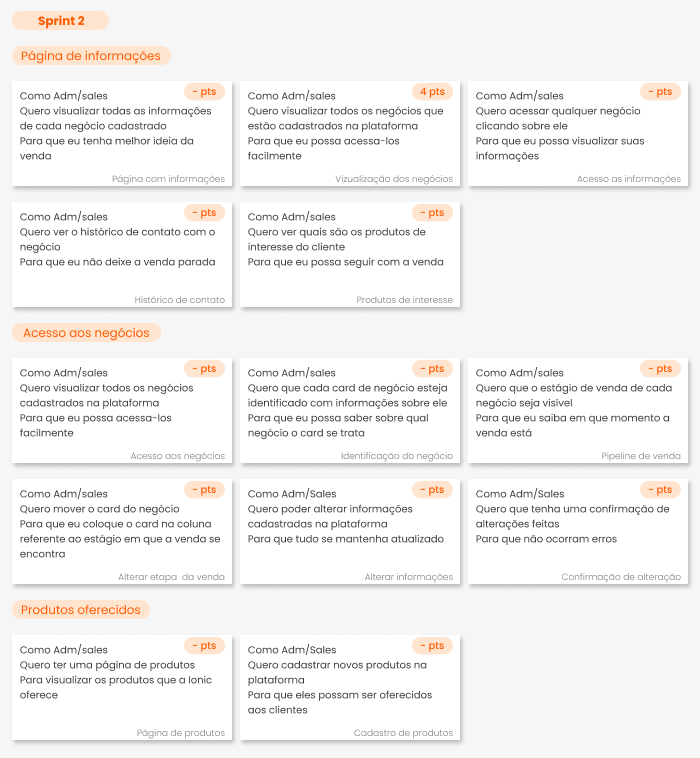 Sprint 2
Página de informações
- pts
Como Adm/sales
Quero visualizar todas as informações
de cada negócio cadastrado
Para que eu tenha melhor ideia da
venda
Página com informações
4 pts
Como Adm/sales
Quero visualizar todos os negócios que
estão cadastrados na plataforma
Para que eu possa acessa-los
facilmente
Vizualização dos negócios
- pts
Como Adm/sales
Quero acessar qualquer negócio
clicando sobre ele
Para que eu possa visualizar suas
informações
Acesso as informações
- pts
Como Adm/sales
Quero ver o histórico de contato com o
negócio
Para que eu não deixe a venda parada
Histórico de contato
- pts
Como Adm/sales
Quero ver quais são os produtos de
interesse do cliente
Para que eu possa seguir com a venda
Produtos de interesse
Acesso aos negócios
- pts
Como Adm/sales
Quero visualizar todos os negócios
cadastrados na plataforma
Para que eu possa acessa-los
facilmente
Acesso aos negócios
- pts
Como Adm/sales
Quero que cada card de negócio esteja
identificado com informações sobre ele
Para que eu possa saber sobre qual
negócio o card se trata
Identificação do negócio
- pts
Como Adm/sales
Quero que o estágio de venda de cada
negócio seja visível
Para que eu saiba em que momento a
venda está
Pipeline de venda
- pts
Como Adm/sales
Quero mover o card do negócio
Para que eu coloque o card na coluna
referente ao estágio em que a venda se
encontra
Alterar etapa da venda
- pts
Como Adm/Sales
Quero poder alterar informações
cadastradas na plataforma
Para que tudo se mantenha atualizado
Alterar informações
- pts
Como Adm/Sales
Quero que tenha uma confirmação de
alterações feitas
Para que não ocorram erros
Confirmação de alteração
Produtos oferecidos
- pts
Como Adm/sales
Quero ter uma página de produtos
Para visualizar os produtos que a Ionic
oferece
Página de produtos
- pts
Como Adm/Sales
Quero cadastrar novos produtos na
plataforma
Para que eles possam ser oferecidos
aos clientes
Cadastro de produtos